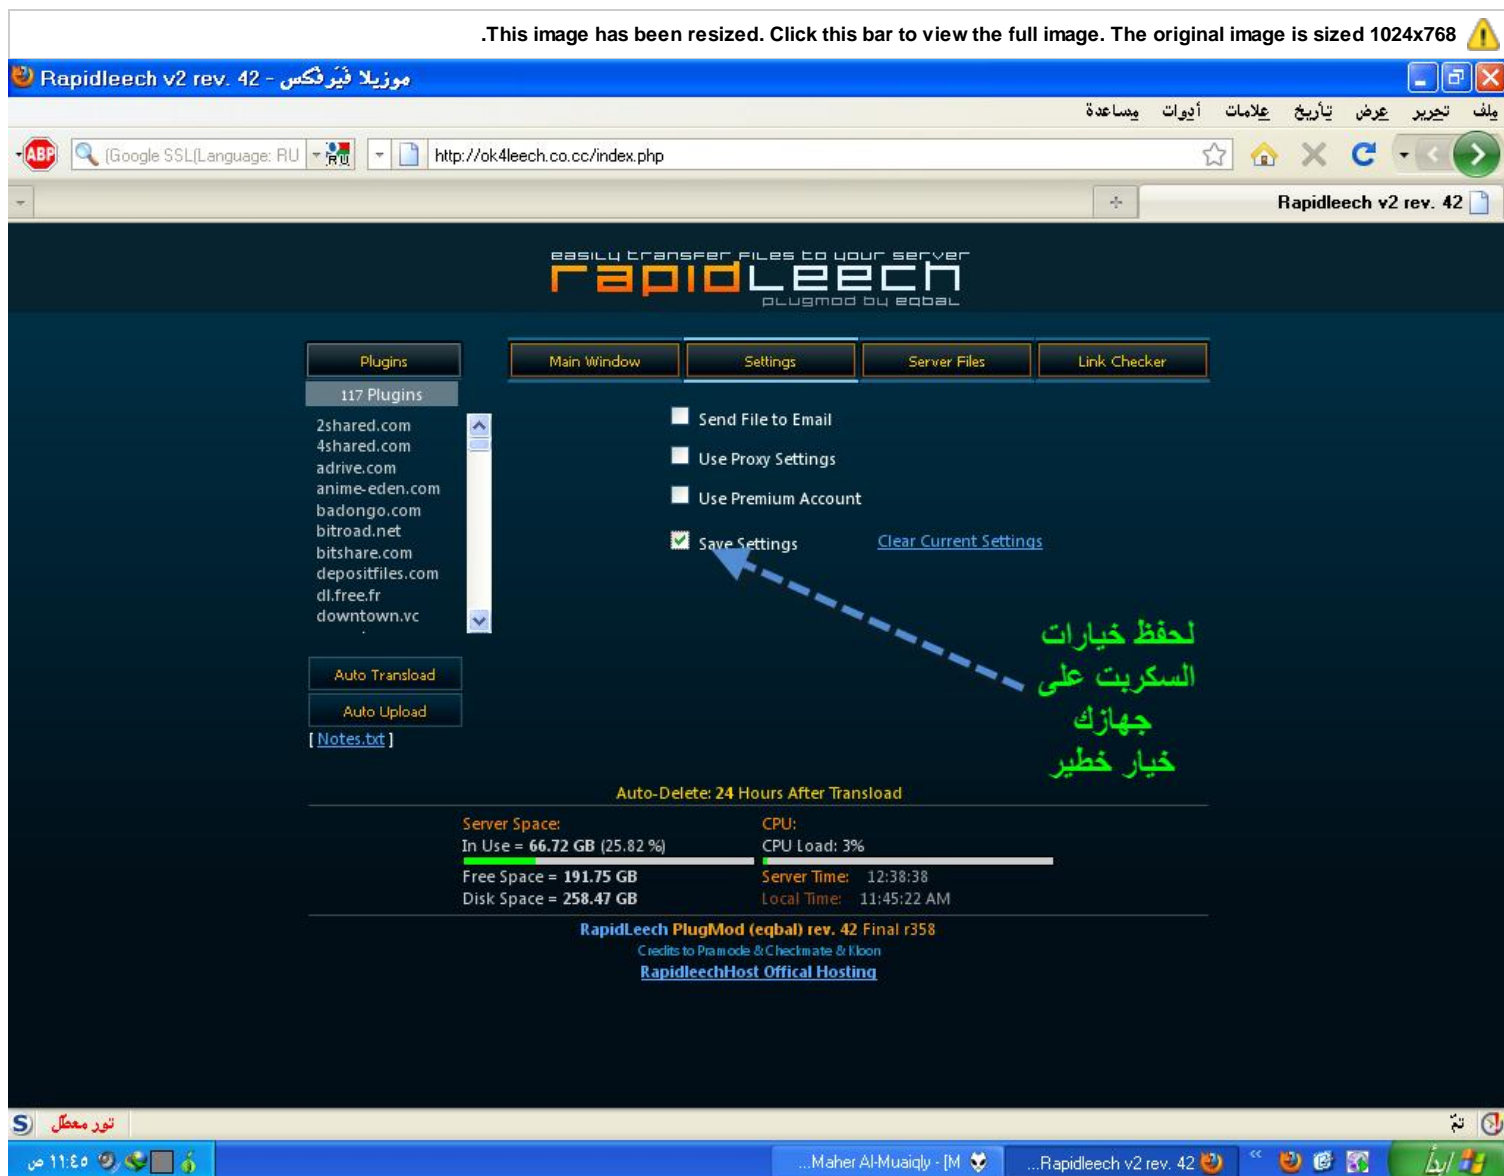 .This image has been resized. Click this bar to view the full image. The original image is sized 1024x768
Rapidleech v2 rev. 42 - موزيلا فَيَرفُكس
ملف تحرير عرض تأريخ علامات أدوات مساعدة
ABP (Google SSL(Language: RU RU http://ok4leech.co.cc/index.php
Rapidleech v2 rev. 42
easily transfer files to your server
rapidLeech
plugmod by eqbal
Plugins
Main Window Settings Server Files Link Checker
117 Plugins
2shared.com
4shared.com
adrive.com
anime-eden.com
badongo.com
bitroad.net
bitshare.com
depositfiles.com
dl.free.fr
downtown.vc
Send File to Email
Use Proxy Settings
Use Premium Account
Save Settings Clear Current Settings
لحفظ خيارات
السكربت على
جهازك
خيار خطير
Auto Transload
Auto Upload
[ Notes.txt ]
Auto-Delete: 24 Hours After Transload
Server Space: CPU:
In Use = 66.72 GB (25.82 %) CPU Load: 3%
Free Space = 191.75 GB Server Time: 12:38:38
Disk Space = 258.47 GB Local Time: 11:45:22 AM
RapidLeech PlugMod (eqbal) rev. 42 Final r358
Credits to Pramode & Checkmate & Kloon
RapidleechHost Offical Hosting
تمّ تور معطّل
ابدأ ...Rapidleech v2 rev. 42 ...Maher Al-Muaiqly - [M ١١:٤٥ ص